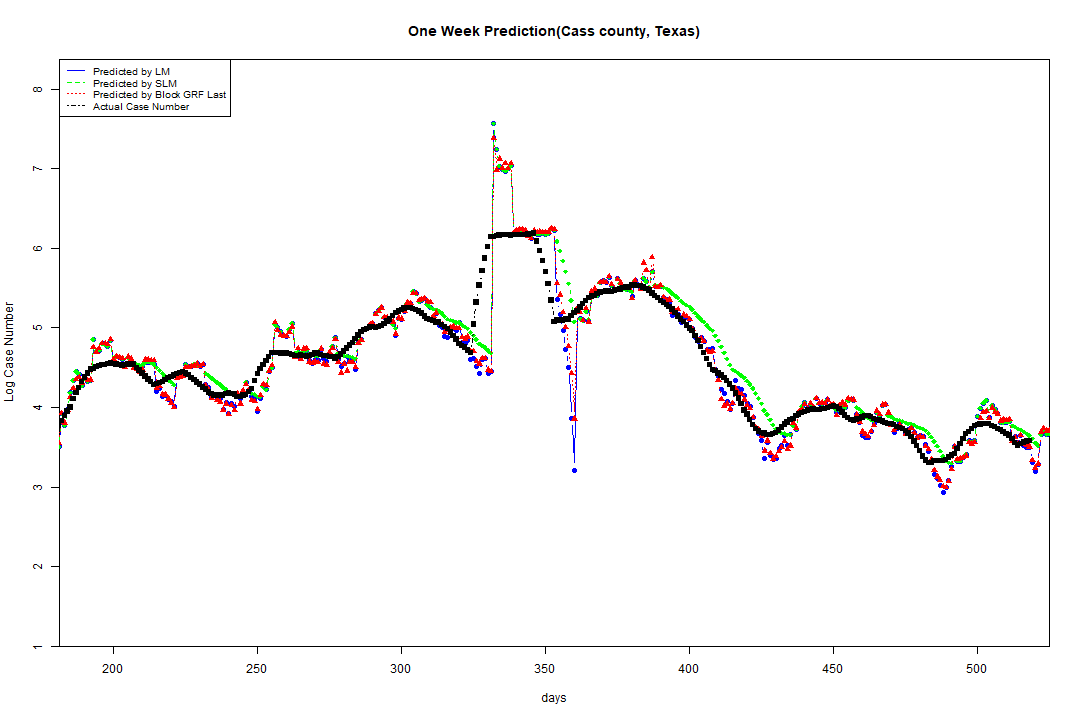 One Week Prediction(Cass county, Texas)
Predicted by LM
Predicted by SLM
Predicted by Block GRF Last
Actual Case Number
8
7
6
5
4
3
2
1
Log Case Number
200 250 300 350 400 450 500
days